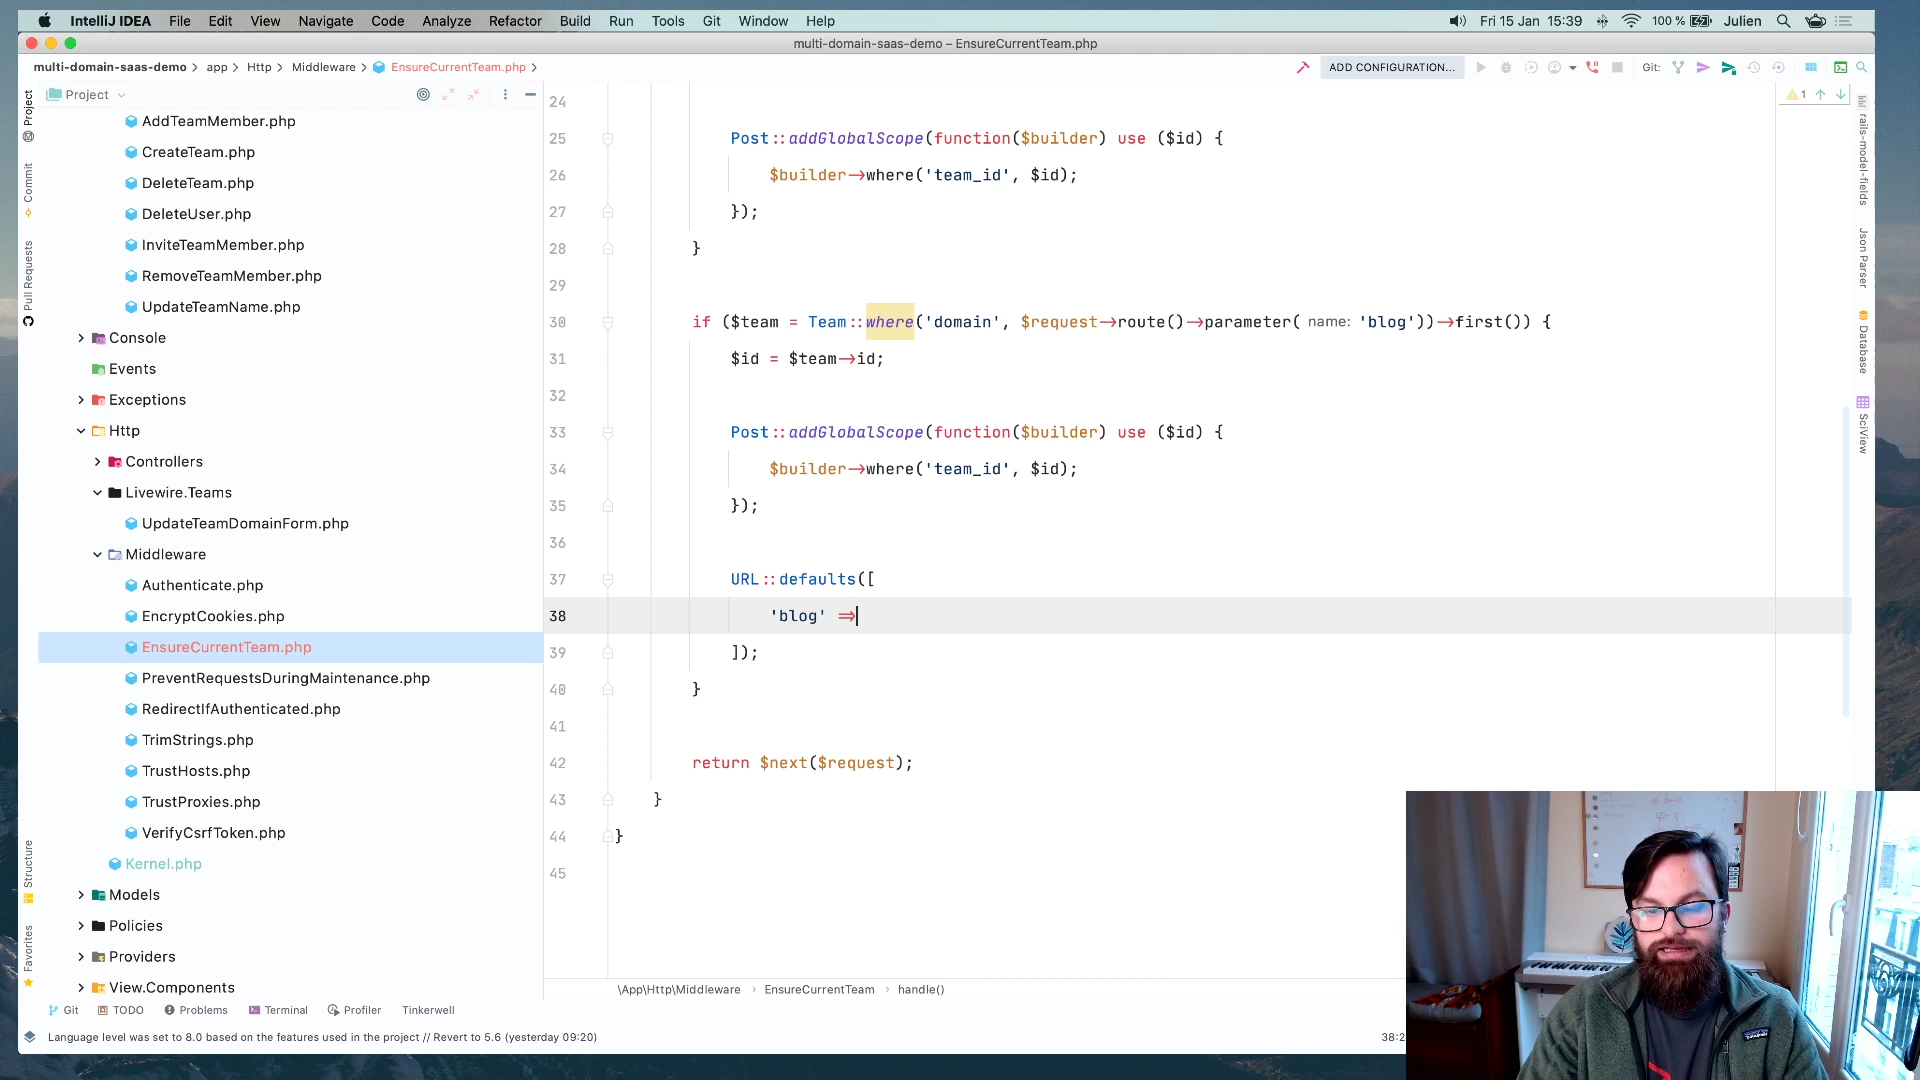 IntelliJ IDEA File Edit View Navigate Code Analyze Refactor Build Run Tools Git Window Help Fri 15 Jan 15:39 100 % Julien
multi-domain-saas-demo – EnsureCurrentTeam.php
multi-domain-saas-demo app Http Middleware EnsureCurrentTeam.php ADD CONFIGURATION... Git:
Project
AddTeamMember.php
CreateTeam.php
DeleteTeam.php
DeleteUser.php
InviteTeamMember.php
RemoveTeamMember.php
UpdateTeamName.php
Console
Events
Exceptions
Http
Controllers
Livewire.Teams
UpdateTeamDomainForm.php
Middleware
Authenticate.php
EncryptCookies.php
EnsureCurrentTeam.php
PreventRequestsDuringMaintenance.php
RedirectIfAuthenticated.php
TrimStrings.php
TrustHosts.php
TrustProxies.php
VerifyCsrfToken.php
Kernel.php
Models
Policies
Providers
View.Components
Project
Commit
Pull Requests
Structure
Favorites
24
25 Post::addGlobalScope(function($builder) use ($id) {
26 $builder->where('team_id', $id);
27 });
28 }
29
30 if ($team = Team::where('domain', $request->route()->parameter( name: 'blog'))->first()) {
31 $id = $team->id;
32
33 Post::addGlobalScope(function($builder) use ($id) {
34 $builder->where('team_id', $id);
35 });
36
37 URL::defaults([
38 'blog' =>
39 ]);
40 }
41
42 return $next($request);
43 }
44 }
45
1
rails-model-fields
Json Parser
Database
SciView
\App\Http\Middleware › EnsureCurrentTeam › handle()
Git TODO Problems Terminal Profiler Tinkerwell
Language level was set to 8.0 based on the features used in the project // Revert to 5.6 (yesterday 09:20) 38:2